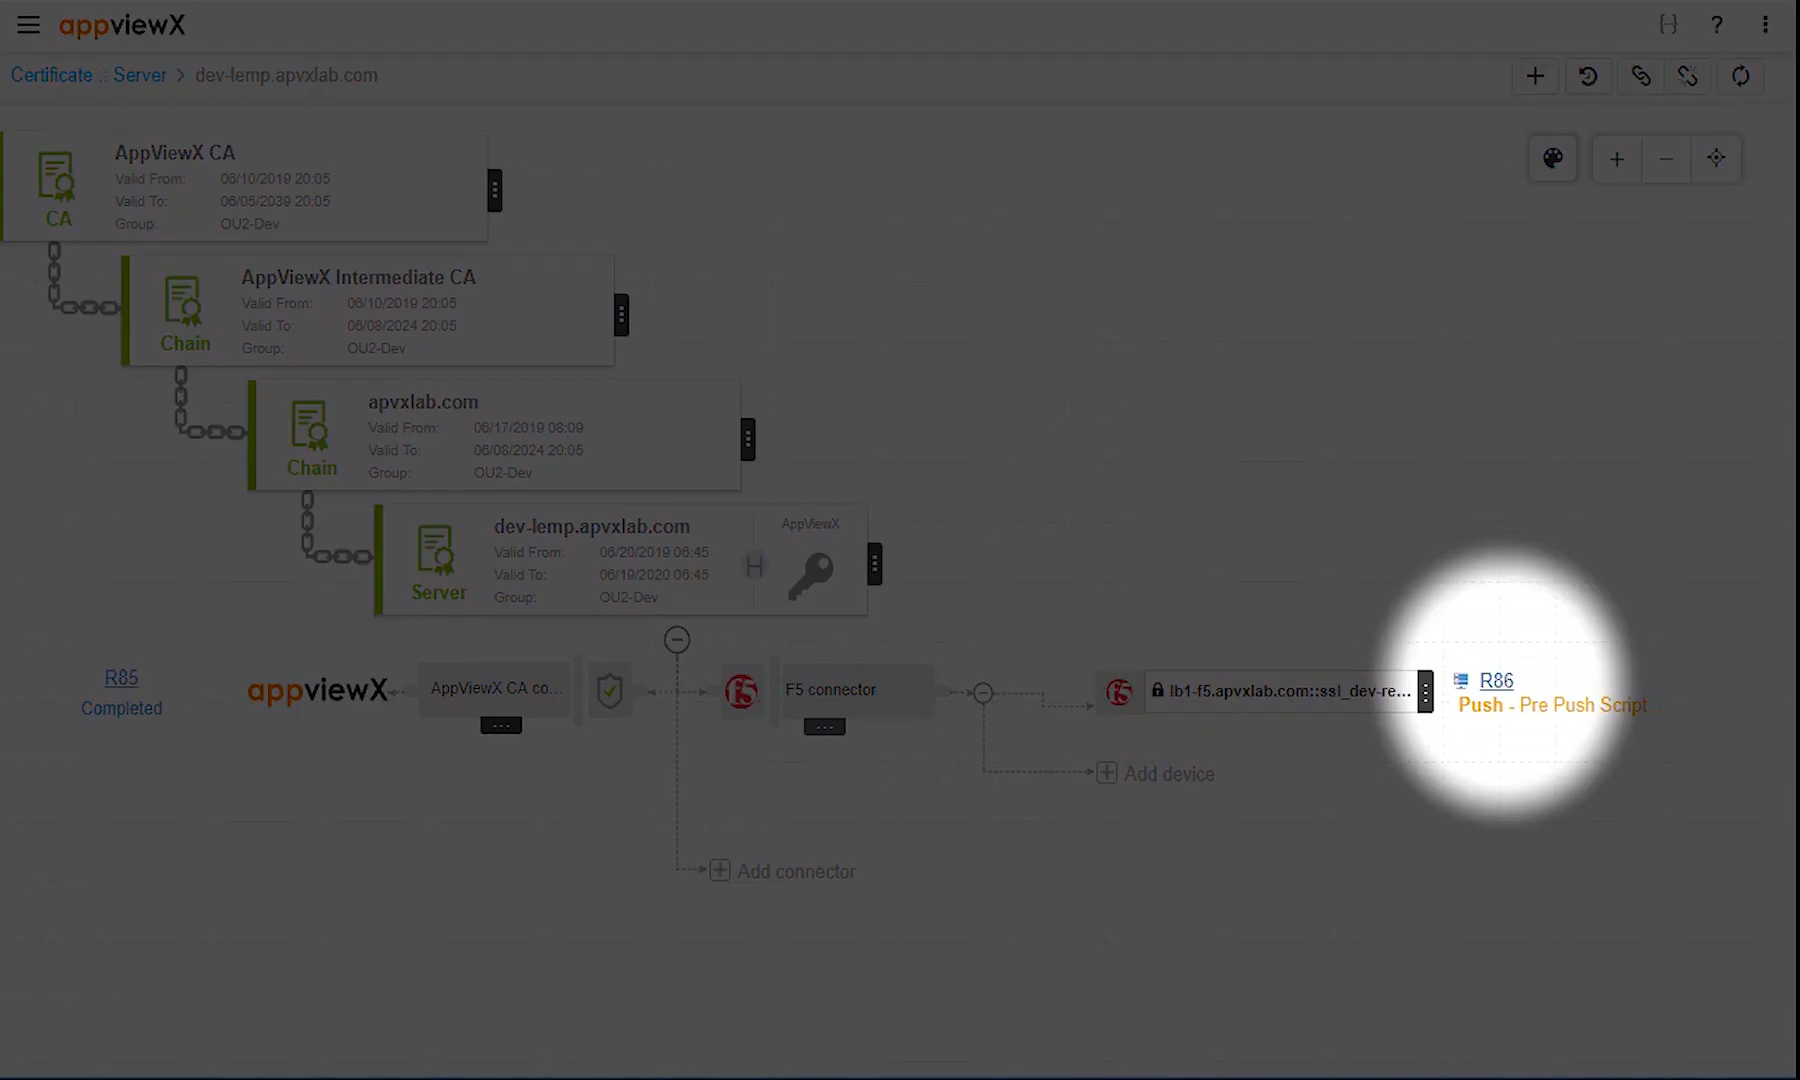 appviewX
?
Certificate :: Server > dev-lemp.apvxlab.com
AppViewX CA
Valid From: 06/10/2019 20:05
Valid To: 06/05/2039 20:05
Group: OU2-Dev
CA
AppViewX Intermediate CA
Valid From: 06/10/2019 20:05
Valid To: 06/08/2024 20:05
Group: OU2-Dev
Chain
apvxlab.com
Valid From: 06/17/2019 08:09
Valid To: 06/08/2024 20:05
Group: OU2-Dev
Chain
dev-lemp.apvxlab.com
Valid From: 06/20/2019 06:45
Valid To: 06/19/2020 06:45
Group: OU2-Dev
Server
AppViewX
H
R85
Completed
appviewX
AppViewX CA co...
f5
F5 connector
f5
lb1-f5.apvxlab.com::ssl_dev-re...
R86
Push - Pre Push Script ...
Add device
Add connector